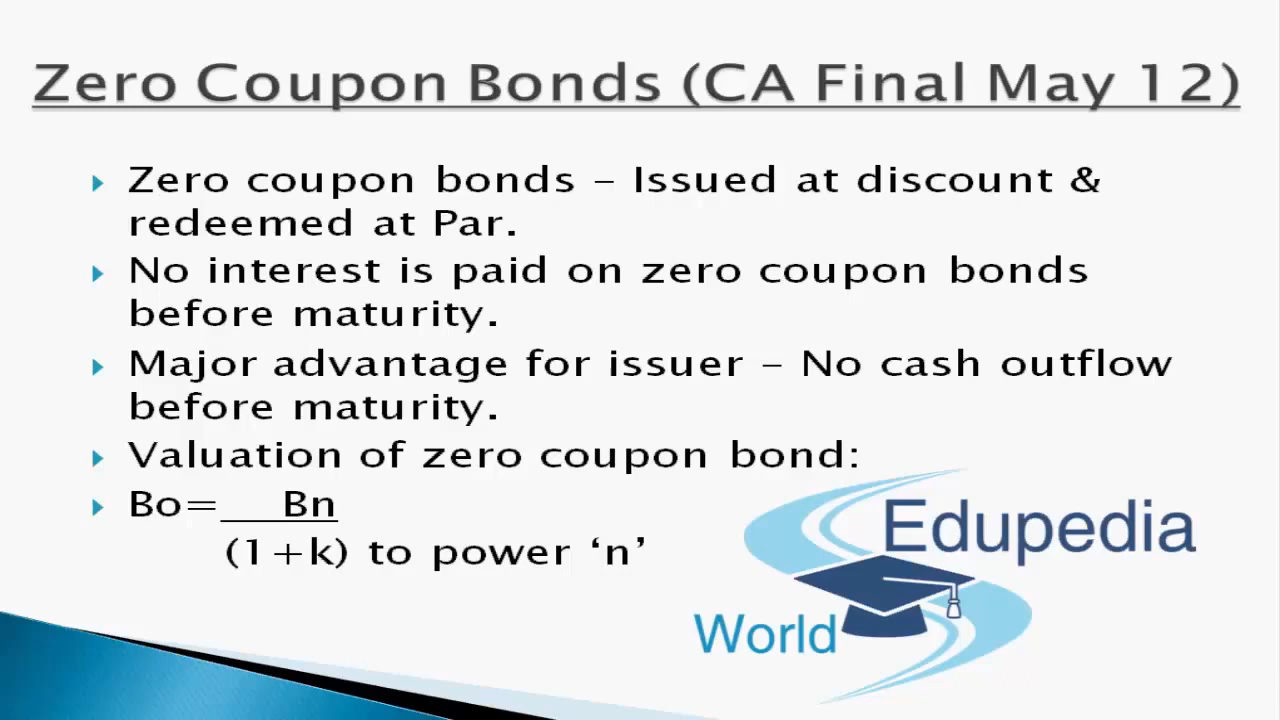 Zero Coupon Bonds (CA Final May 12)
Zero coupon bonds – Issued at discount &
redeemed at Par.
No interest is paid on zero coupon bonds
before maturity.
Major advantage for issuer – No cash outflow
before maturity.
Valuation of zero coupon bond:
Bo=   Bn
(1+k) to power ‘n’
Edupedia
World